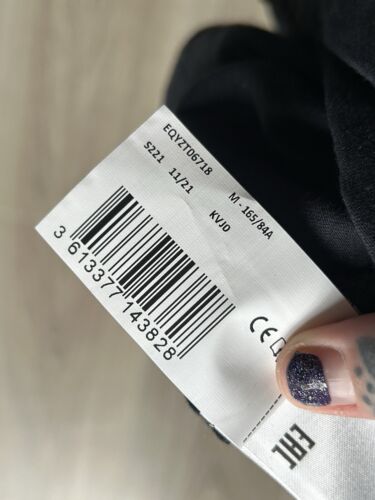 EQYZT06718
M - 165/84A
S221 11/21
KVJ0
3 613377 143828
CE
EAC